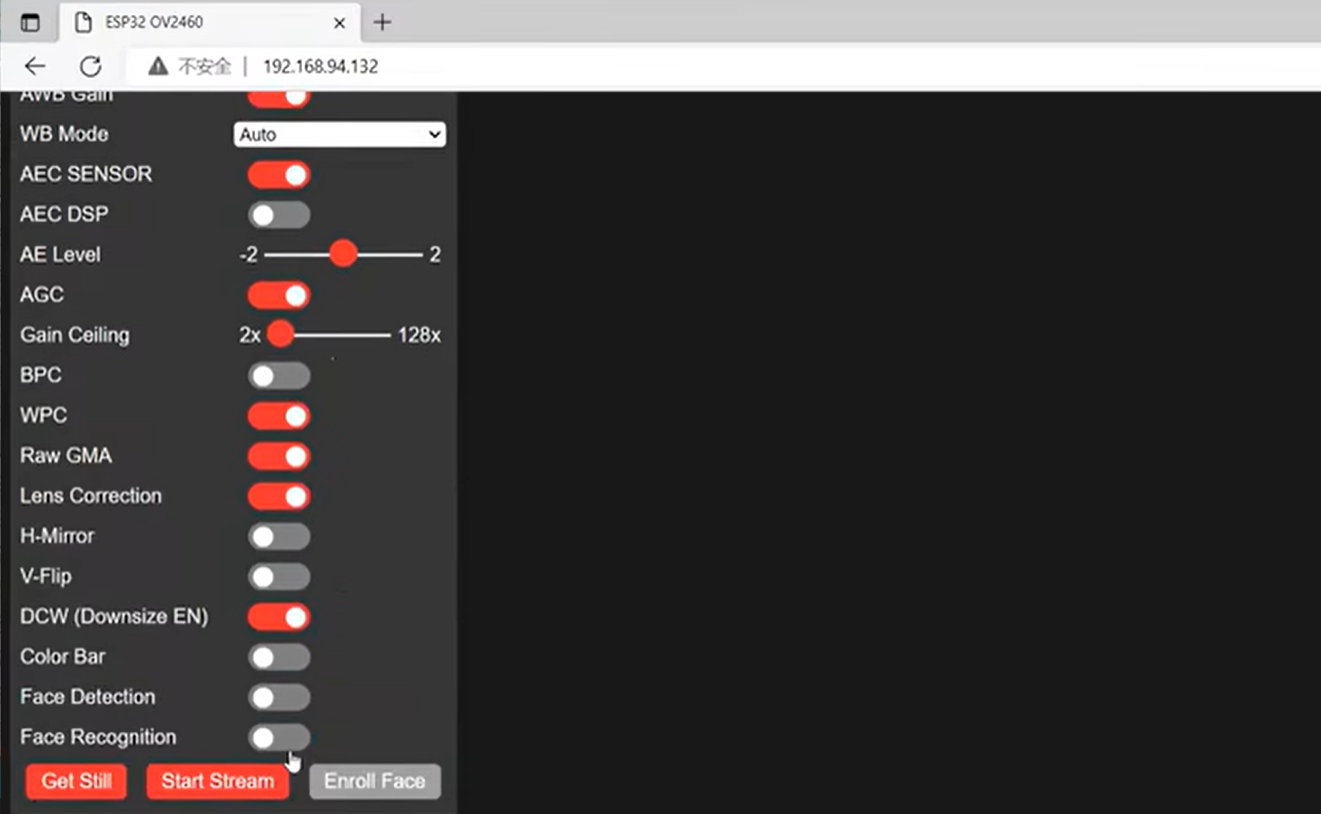 ESP32 OV2460
不安全 192.168.94.132
AWB Gain
WB Mode Auto
AEC SENSOR
AEC DSP
AE Level -2 2
AGC
Gain Ceiling 2x 128x
BPC
WPC
Raw GMA
Lens Correction
H-Mirror
V-Flip
DCW (Downsize EN)
Color Bar
Face Detection
Face Recognition
Get Still Start Stream Enroll Face